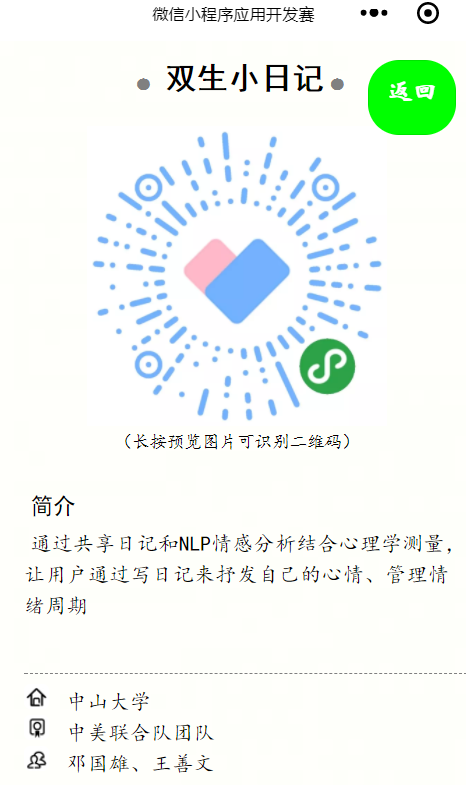 微信小程序应用开发赛
双生小日记
返回
（长按预览图片可识别二维码）
简介
通过共享日记和NLP情感分析结合心理学测量，
让用户通过写日记来抒发自己的心情、管理情
绪周期
中山大学
中美联合队团队
邓国雄、王善文